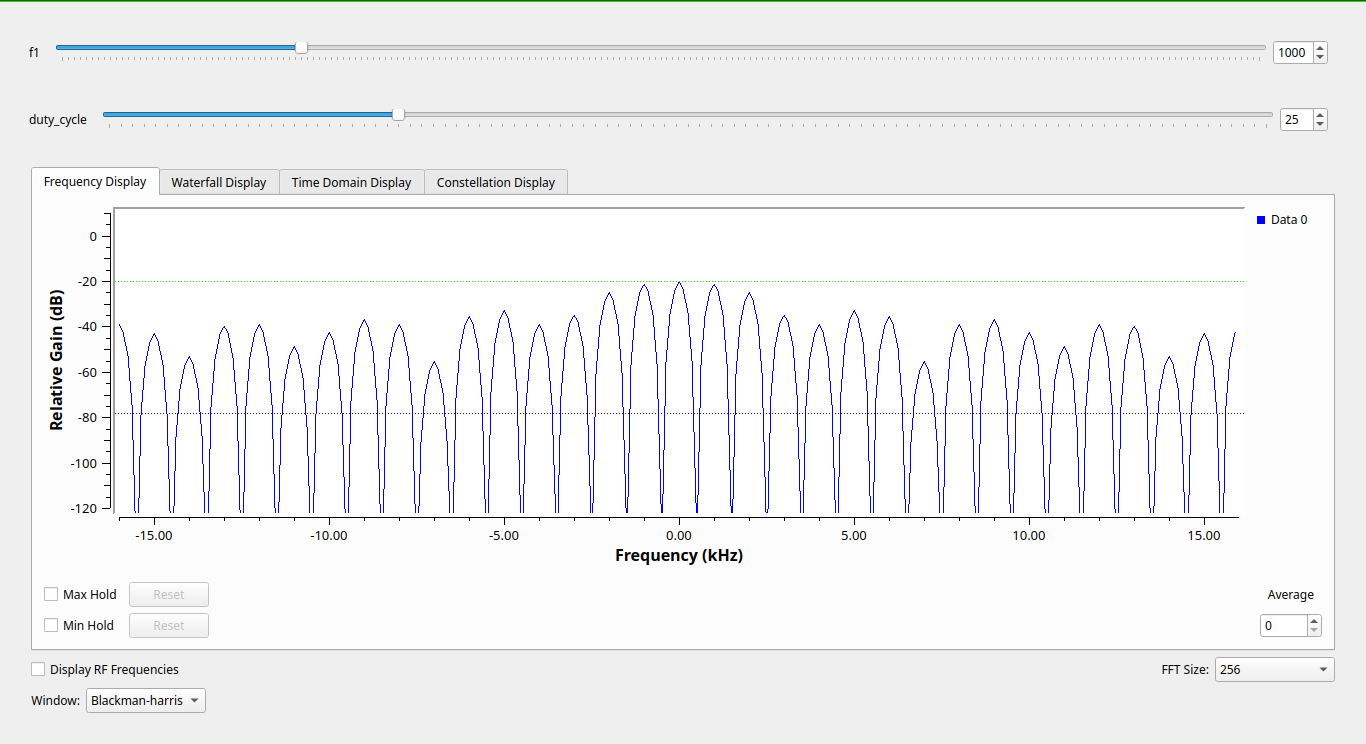 f1 1000
duty_cycle 25
Frequency Display Waterfall Display Time Domain Display Constellation Display
Data 0
Relative Gain (dB)
0
-20
-40
-60
-80
-100
-120
-15.00 -10.00 -5.00 0.00 5.00 10.00 15.00
Frequency (kHz)
Max Hold Reset Average
Min Hold Reset 0
Display RF Frequencies FFT Size: 256
Window: Blackman-harris